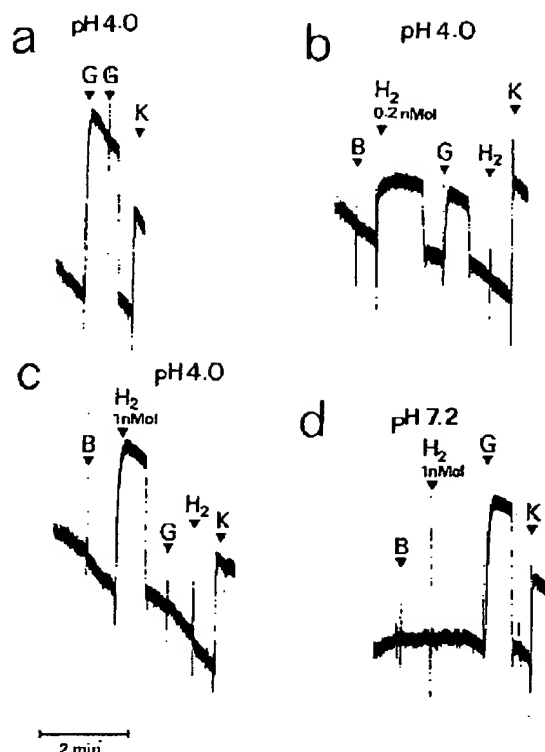 a
pH 4.0
G G K
b
pH 4.0
B H₂ 0.2 nMol G H₂ K
c
pH 4.0
B H₂ 1nMol G H₂ K
d
pH 7.2
B H₂ 1nMol G K
2 min